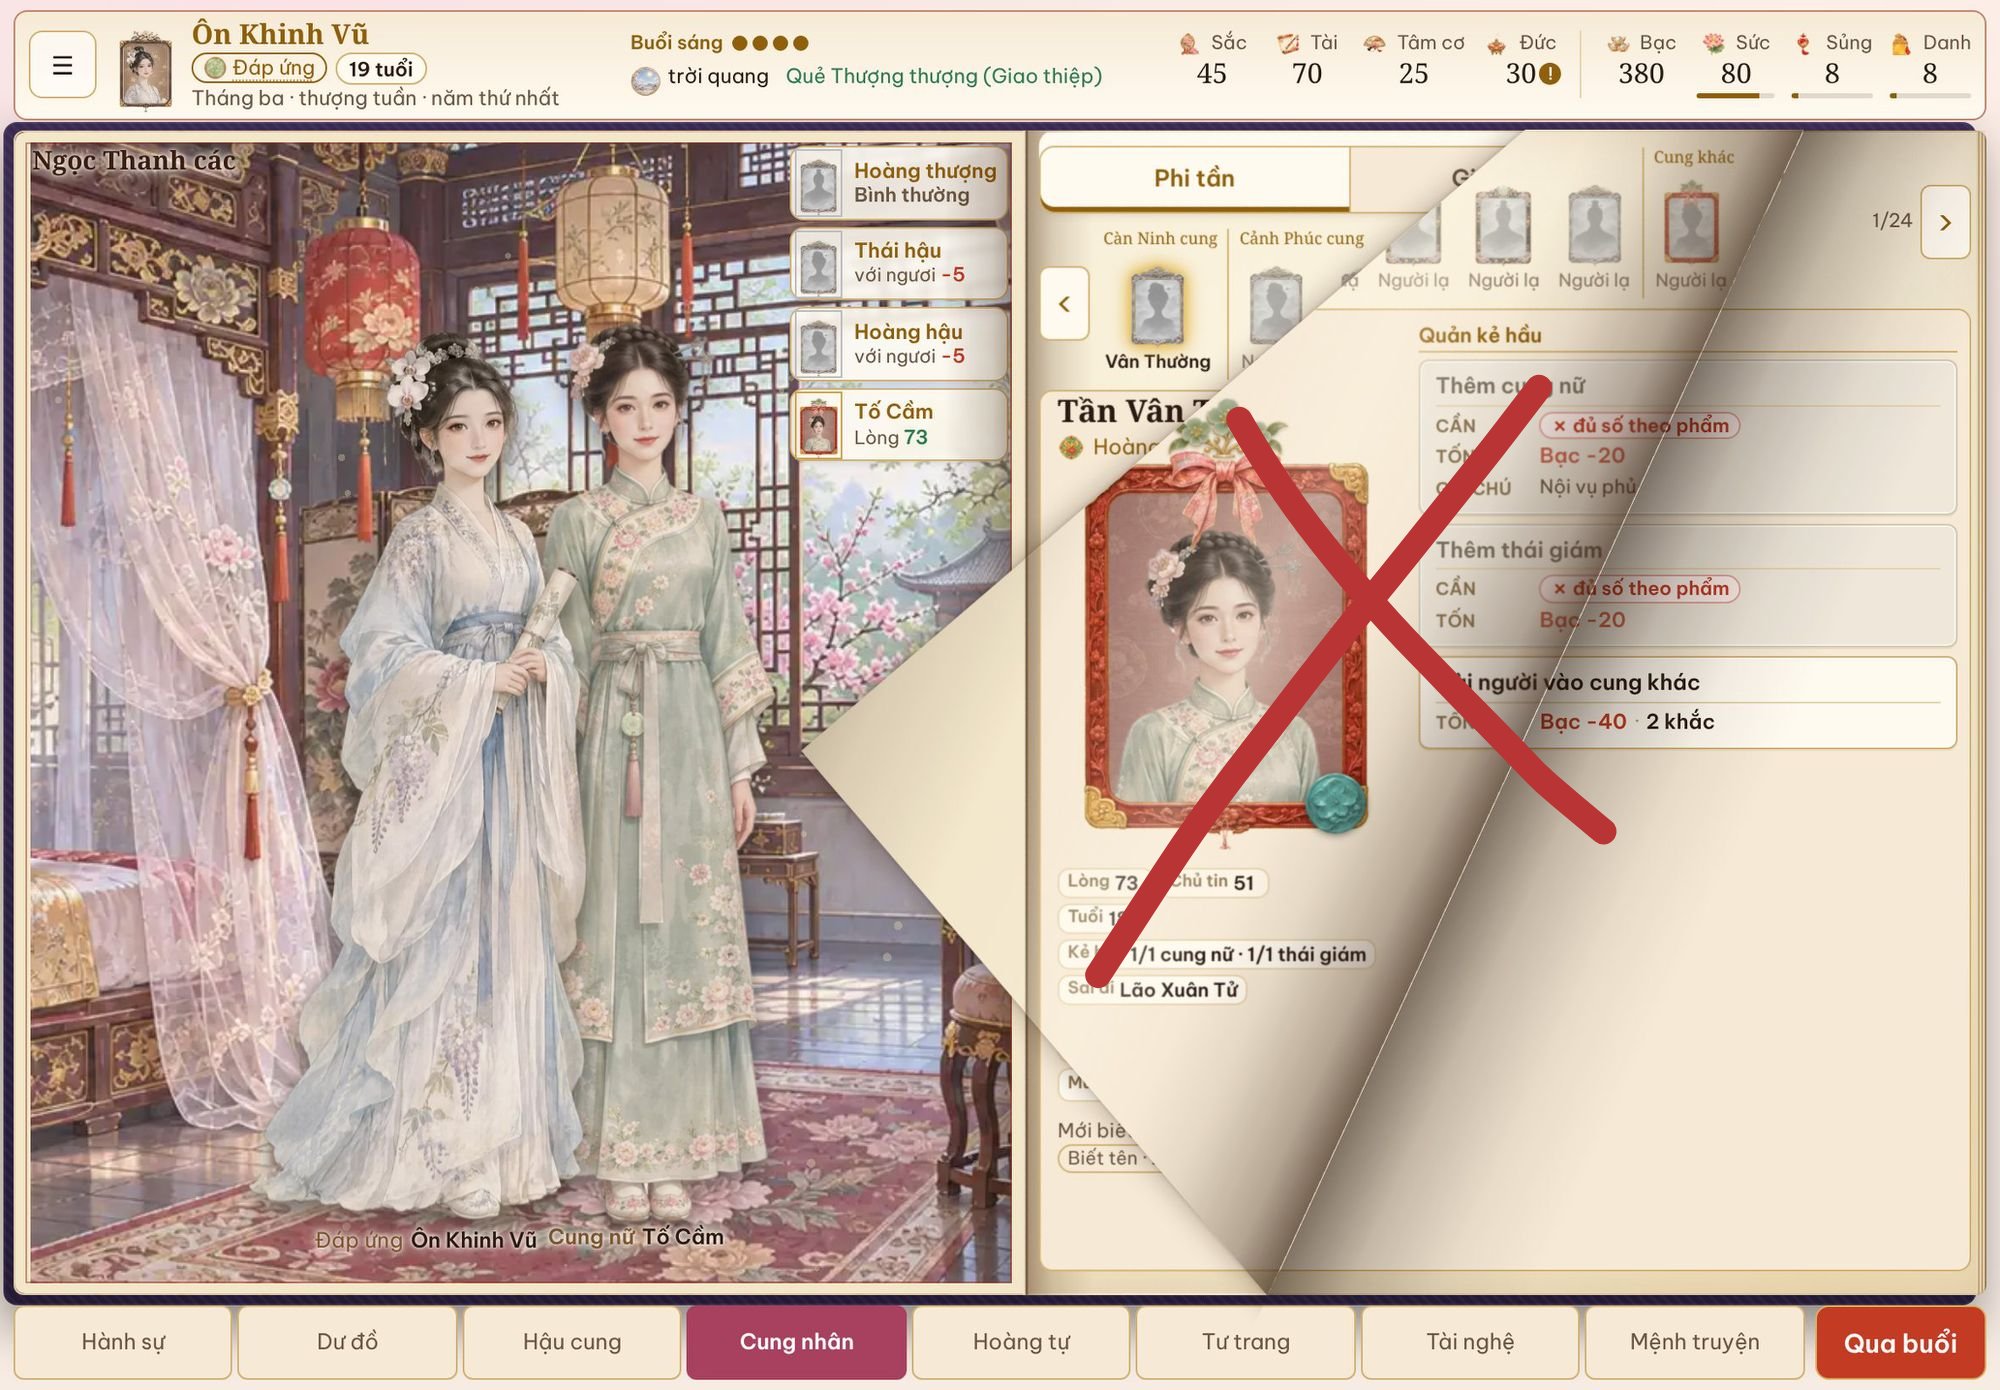 Ôn Khinh Vũ
Đáp ứng
19 tuổi
Tháng ba · thượng tuần · năm thứ nhất
Buổi sáng
trời quang Quẻ Thượng thượng (Giao thiệp)
Sắc
45
Tài
70
Tâm cơ
25
Đức
30 !
Bạc
380
Sức
80
Sủng
8
Danh
8
Ngọc Thanh các
Hoàng thượng
Bình thường
Thái hậu
với ngươi -5
Hoàng hậu
với ngươi -5
Tố Cầm
Lòng 73
Đáp ứng Ôn Khinh Vũ
Cung nữ Tố Cầm
Phi tần
Càn Ninh cung
Cảnh Phúc cung
Vân Thường
Người lạ
Người lạ
Người lạ
Cung khác
Người lạ
1/24
Tần Vân
Lòng 73
Chủ tin 51
Tuổi
1/1 cung nữ · 1/1 thái giám
Lão Xuân Tử
Biết tên ·
Quản kẻ hầu
Thêm nữ
CẦN × đủ số theo phẩm
Bạc -20
CHÚ Nội vụ phủ
Thêm thái giám
CẦN × đủ số theo phẩm
TỐN Bạc -20
người vào cung khác
Bạc -40 · 2 khắc
Hành sự
Dư đồ
Hậu cung
Cung nhân
Hoàng tự
Tư trang
Tài nghệ
Mệnh truyện
Qua buổi